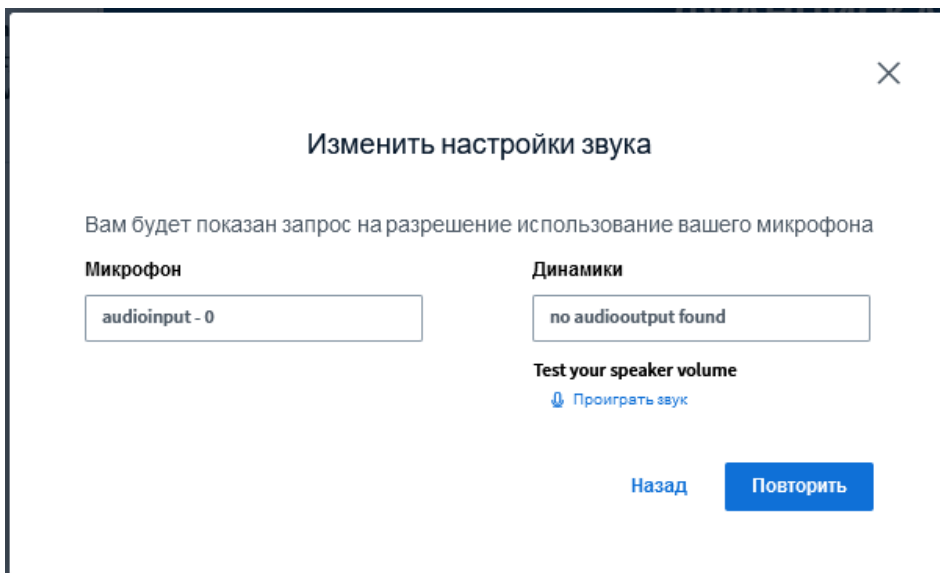 Изменить настройки звука
Вам будет показан запрос на разрешение использование вашего микрофона
Микрофон
Динамики
audioinput - 0
no audiooutput found
Test your speaker volume
Проиграть звук
Назад
Повторить